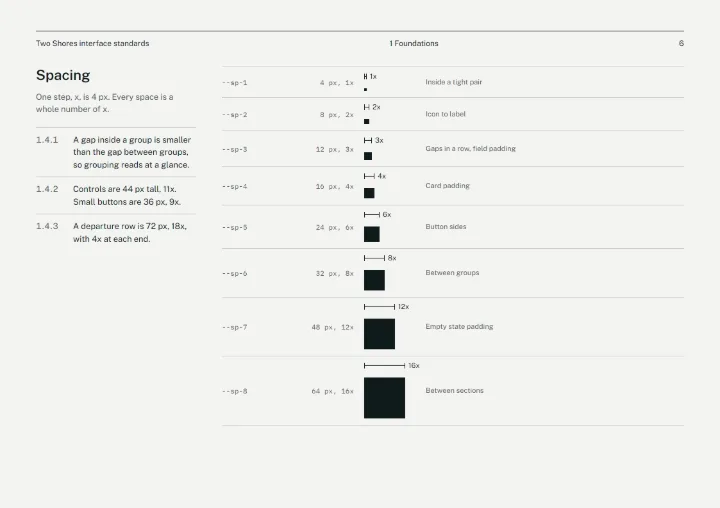 Two Shores interface standards
1 Foundations
6
Spacing
One step, x, is 4 px. Every space is a
whole number of x.
1.4.1 A gap inside a group is smaller
than the gap between groups,
so grouping reads at a glance.
1.4.2 Controls are 44 px tall, 11x.
Small buttons are 36 px, 9x.
1.4.3 A departure row is 72 px, 18x,
with 4x at each end.
1x
--sp-1 4 px, 1x Inside a tight pair
2x
--sp-2 8 px, 2x Icon to label
3x
--sp-3 12 px, 3x Gaps in a row, field padding
4x
--sp-4 16 px, 4x Card padding
6x
--sp-5 24 px, 6x Button sides
8x
--sp-6 32 px, 8x Between groups
12x
--sp-7 48 px, 12x Empty state padding
16x
--sp-8 64 px, 16x Between sections